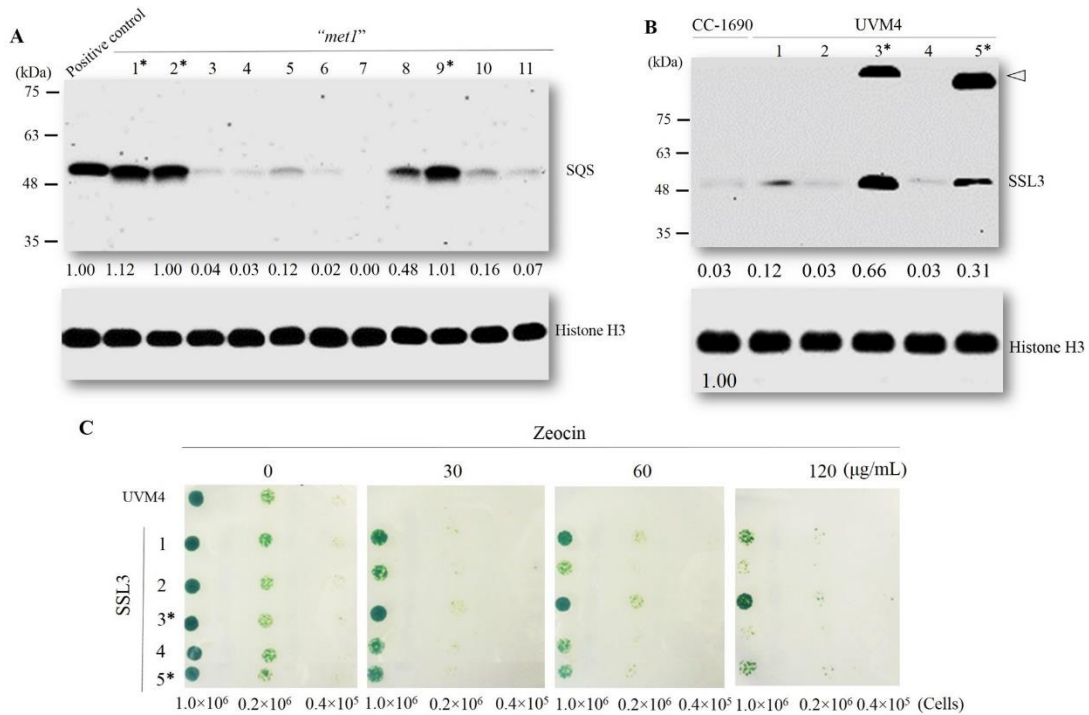 A
Positive control
"met1"
(kDa)
1* 2* 3 4 5 6 7 8 9* 10 11
75
63
48
35
SQS
1.00 1.12 1.00 0.04 0.03 0.12 0.02 0.00 0.48 1.01 0.16 0.07
Histone H3
B
CC-1690 UVM4
(kDa)
1 2 3* 4 5*
75
63
48
35
SSL3
0.03 0.12 0.03 0.66 0.03 0.31
Histone H3
1.00
C
Zeocin
0 30 60 120 (μg/mL)
UVM4
SSL3
1
2
3*
4
5*
1.0×10⁶ 0.2×10⁶ 0.4×10⁵ 1.0×10⁶ 0.2×10⁶ 0.4×10⁵ 1.0×10⁶ 0.2×10⁶ 0.4×10⁵ 1.0×10⁶ 0.2×10⁶ 0.4×10⁵ (Cells)